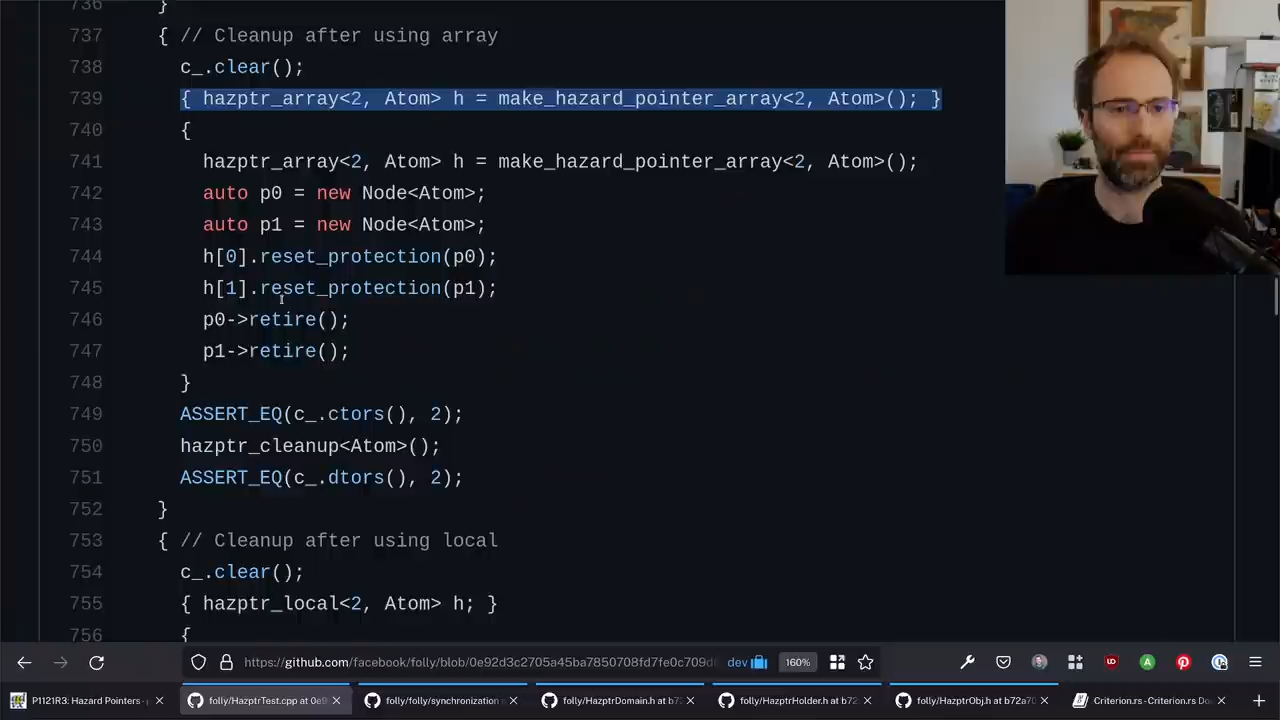 736 }
737 { // Cleanup after using array
738 c_.clear();
739 { hazptr_array<2, Atom> h = make_hazard_pointer_array<2, Atom>(); }
740 {
741 hazptr_array<2, Atom> h = make_hazard_pointer_array<2, Atom>();
742 auto p0 = new Node<Atom>;
743 auto p1 = new Node<Atom>;
744 h[0].reset_protection(p0);
745 h[1].reset_protection(p1);
746 p0->retire();
747 p1->retire();
748 }
749 ASSERT_EQ(c_.ctors(), 2);
750 hazptr_cleanup<Atom>();
751 ASSERT_EQ(c_.dtors(), 2);
752 }
753 { // Cleanup after using local
754 c_.clear();
755 { hazptr_local<2, Atom> h; }
756 {
https://github.com/facebook/folly/blob/0e92d3c2705a45ba7850708fd7fe0c709d dev 160%
P1121R3: Hazard Pointers - folly/HazptrTest.cpp at 0e9 folly/folly/synchronization folly/HazptrDomain.h at b72 folly/HazptrHolder.h at b72 folly/HazptrObj.h at b72a70 Criterion.rs - Criterion.rs Do